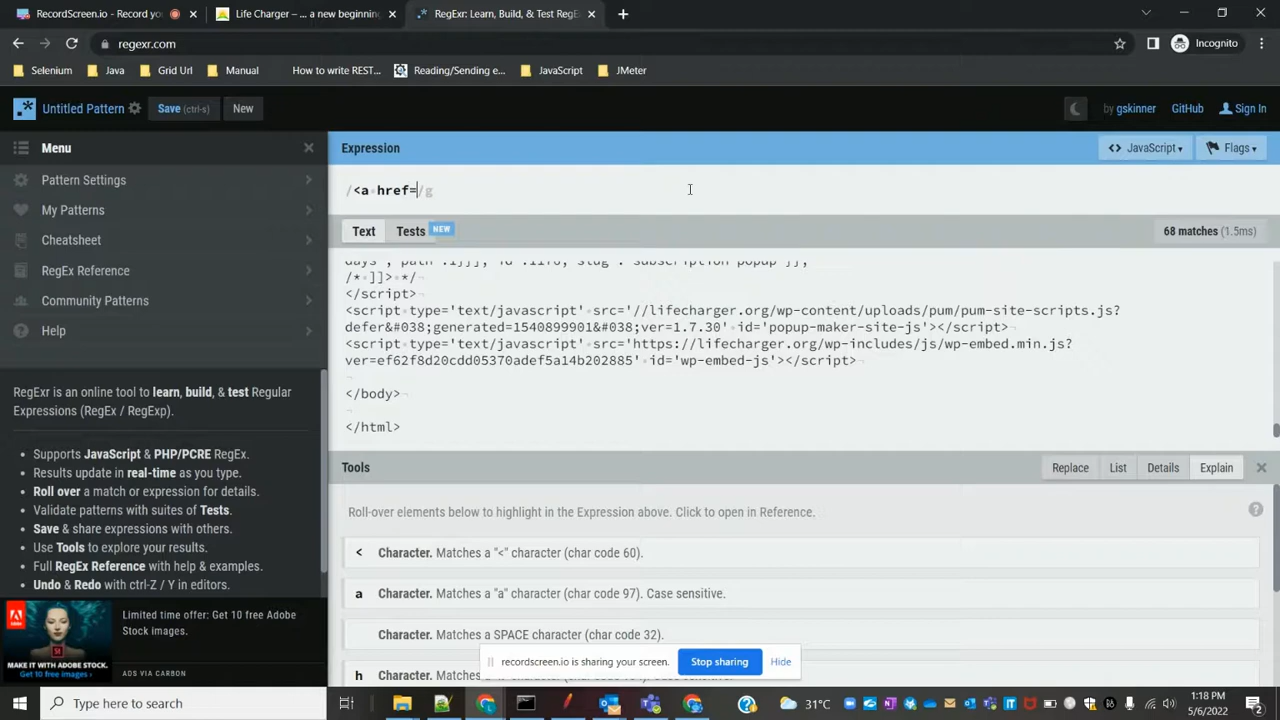 RecordScreen.io - Record you
Life Charger – ... a new beginning
RegExr: Learn, Build, & Test RegE
regexr.com
Incognito
Selenium
Java
Grid Url
Manual
How to write REST...
Reading/Sending e...
JavaScript
JMeter
Untitled Pattern
Save (ctrl-s)
New
by gskinner
GitHub
Sign In
Menu
Expression
<> JavaScript
Flags
Pattern Settings
My Patterns
Cheatsheet
RegEx Reference
Community Patterns
Help
/<a href=/g
Text
Tests NEW
68 matches (1.5ms)
/* ]]> */
</script>
<script type='text/javascript' src='//lifecharger.org/wp-content/uploads/pum/pum-site-scripts.js?
defer&#038;generated=1540899901&#038;ver=1.7.30' id='popup-maker-site-js'></script>
<script type='text/javascript' src='https://lifecharger.org/wp-includes/js/wp-embed.min.js?
ver=ef62f8d20cdd05370adef5a14b202885' id='wp-embed-js'></script>
</body>
</html>
RegExr is an online tool to learn, build, & test Regular
Expressions (RegEx / RegExp).
Supports JavaScript & PHP/PCRE RegEx.
Results update in real-time as you type.
Roll over a match or expression for details.
Validate patterns with suites of Tests.
Save & share expressions with others.
Use Tools to explore your results.
Full RegEx Reference with help & examples.
Undo & Redo with ctrl-Z / Y in editors.
Limited time offer: Get 10 free Adobe
Stock images.
MAKE IT WITH ADOBE STOCK.
Get 10 free images ›
ADS VIA CARBON
Tools
Replace
List
Details
Explain
Roll-over elements below to highlight in the Expression above. Click to open in Reference.
< Character. Matches a "<" character (char code 60).
a Character. Matches a "a" character (char code 97). Case sensitive.
Character. Matches a SPACE character (char code 32).
h
recordscreen.io is sharing your screen.
Stop sharing
Hide
Type here to search
31°C
1:18 PM
5/6/2022